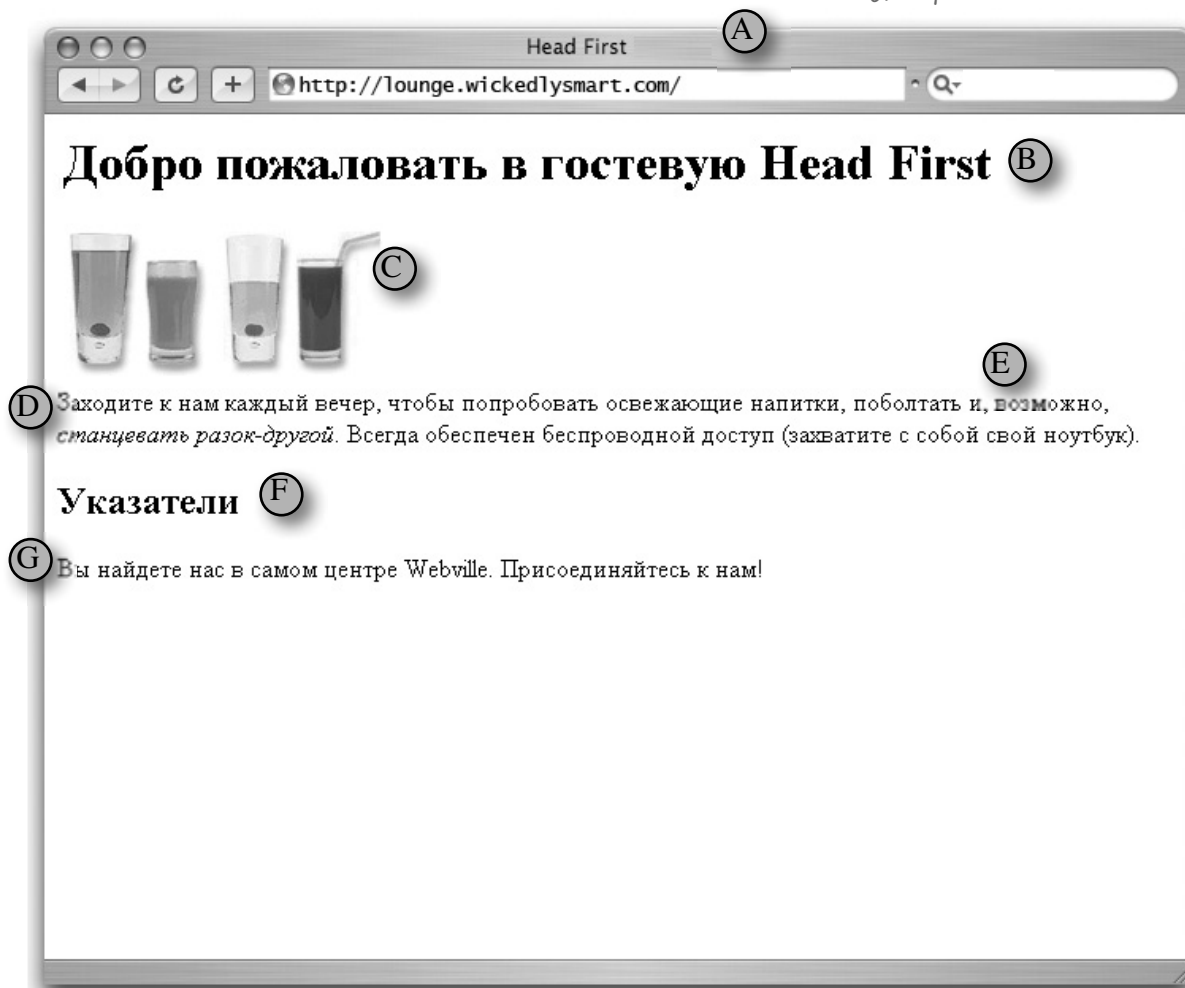 A
Head First
http://lounge.wickedlysmart.com/
Добро пожаловать в гостевую Head First B
C
E
D Заходите к нам каждый вечер, чтобы попробовать освежающие напитки, поболтать и, возможно,
станцевать разок-другой. Всегда обеспечен беспроводной доступ (захватите с собой свой ноутбук).
Указатели F
G Вы найдете нас в самом центре Webville. Присоединяйтесь к нам!